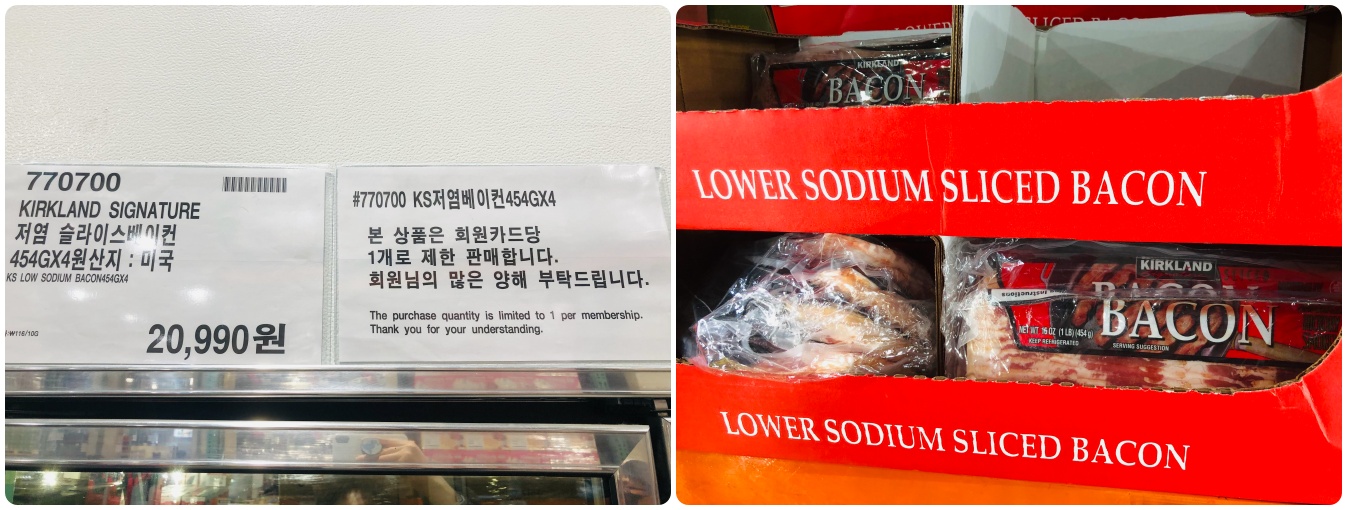 770700
KIRKLAND SIGNATURE
저염 슬라이스베이컨
454GX4원산지 : 미국
KS LOW SODIUM BACON454GX4
20,990원
#770700 KS저염베이컨454GX4
본 상품은 회원카드당
1개로 제한 판매합니다.
회원님의 많은 양해 부탁드립니다.
The purchase quantity is limited to 1 per membership.
Thank you for your understanding.
LOWER SLICED BACON
KIRKLAND
BACON
LOWER SODIUM SLICED BACON
KIRKLAND
BACON
Instructions
BACON
NET WT 16 OZ (1 LB) (454 g)
KEEP REFRIGERATED
SERVING SUGGESTION
LOWER SODIUM SLICED BACON